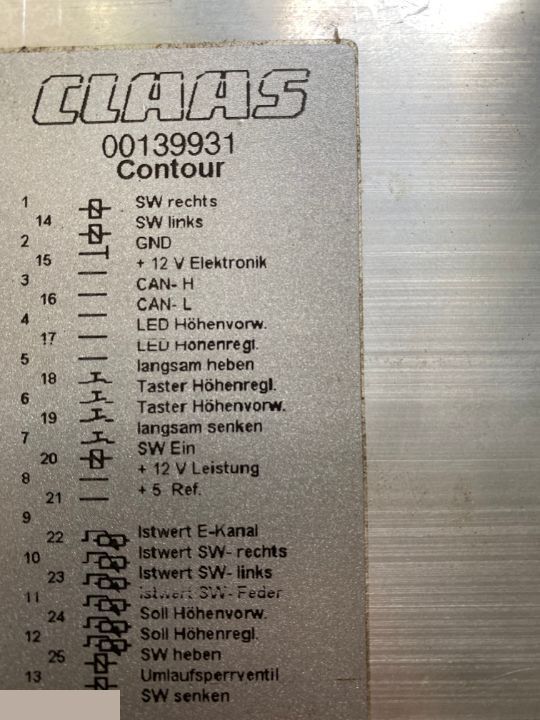 CLAAS
00139931
Contour
1 SW rechts
14 SW links
2 GND
15 + 12 V Elektronik
3 CAN- H
16 CAN- L
4 LED Höhenvorw.
17 LED Höhenregl.
5 langsam heben
18 Taster Höhenregl.
6 Taster Höhenvorw.
19 langsam senken
7 SW Ein
20 + 12 V Leistung
8 + 5 Ref.
21
9
22 Istwert E-Kanal
10 Istwert SW- rechts
23 Istwert SW- links
11 Istwert SW- Feder
24 Soll Höhenvorw.
12 Soll Höhenregl.
25 SW heben
13 Umlaufsperrventil
SW senken